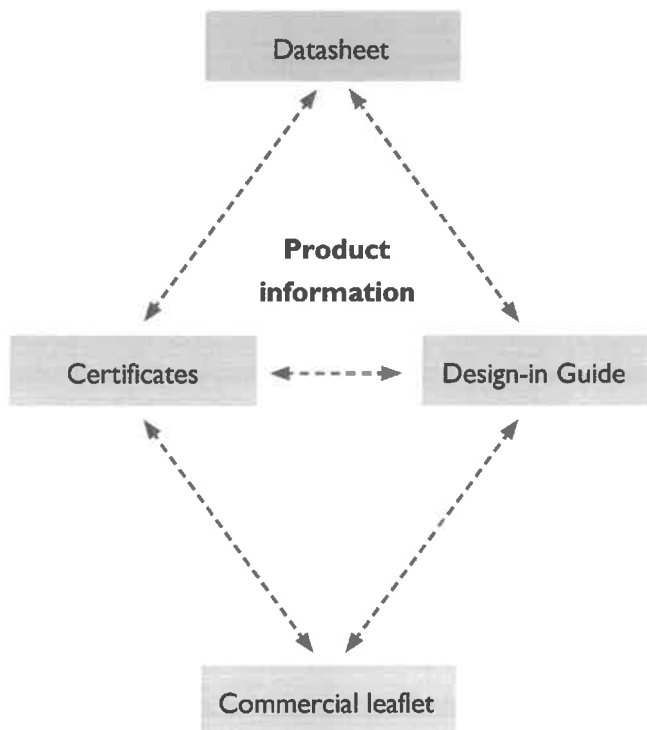 Datasheet
Product
information
Certificates
Design-in Guide
Commercial leaflet